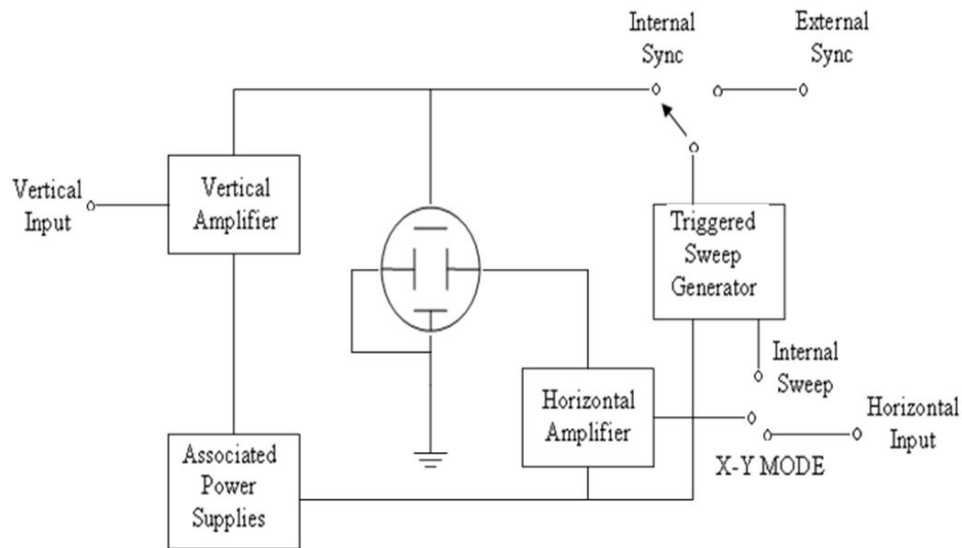 Internal
Sync
External
Sync
Vertical
Input
Vertical
Amplifier
Triggered
Sweep
Generator
Internal
Sweep
Horizontal
Amplifier
Horizontal
Input
X-Y MODE
Associated
Power
Supplies